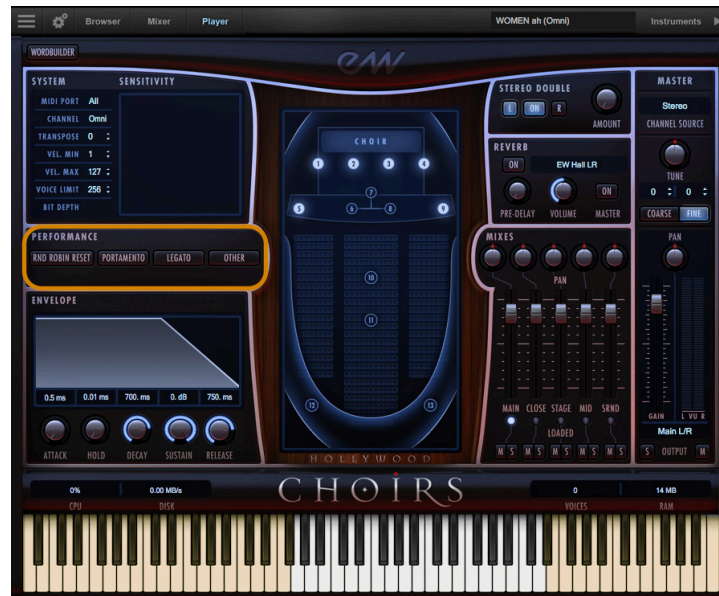 Browser Mixer Player WOMEN ah (Omni) Instruments
WORDBUILDER
EW
SYSTEM SENSITIVITY
MIDI PORT All
CHANNEL Omni
TRANSPOSE 0
VEL. MIN 1
VEL. MAX 127
VOICE LIMIT 256
BIT DEPTH
PERFORMANCE
RND ROBIN RESET PORTAMENTO LEGATO OTHER
ENVELOPE
0.5 ms 0.01 ms 700. ms 0. dB 750. ms
ATTACK HOLD DECAY SUSTAIN RELEASE
CHOIR
1 2 3 4
7
5 6 8 9
10
11
12 13
HOLLYWOOD
STEREO DOUBLE
L ON R
AMOUNT
REVERB
ON EW Hall LR
ON
PRE-DELAY VOLUME MASTER
MIXES
PAN
MAIN CLOSE STAGE MID SRND
LOADED
M S M S M S M S M S
MASTER
Stereo
CHANNEL SOURCE
TUNE
0 0
COARSE FINE
PAN
GAIN L VU R
Main L/R
S OUTPUT M
0% 0.00 MB/s
CPU DISK
CHOIRS
0 14 MB
VOICES RAM